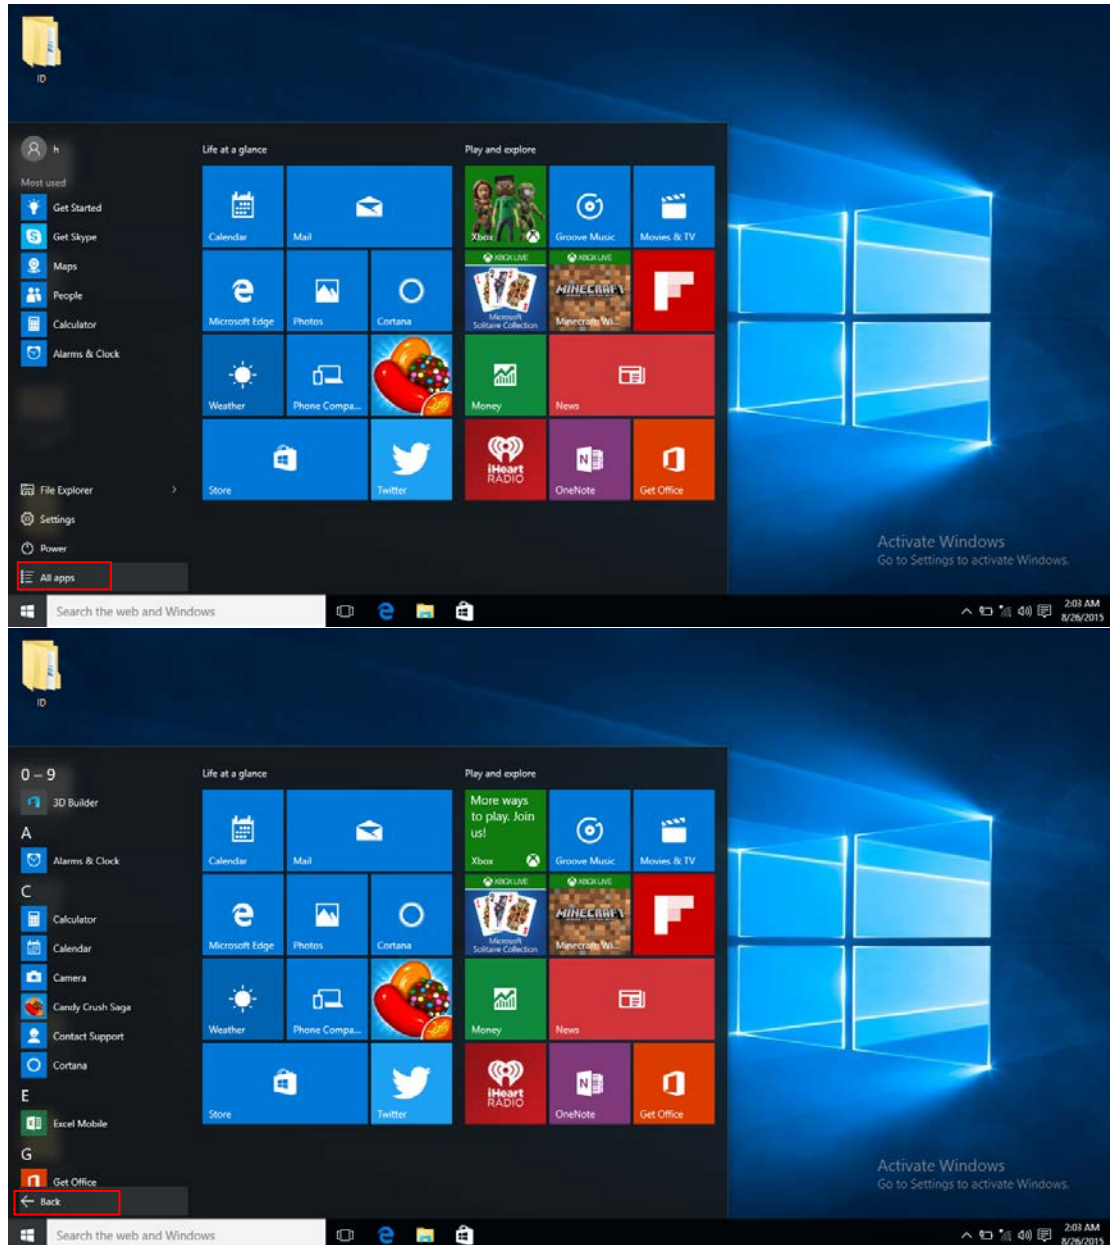 ID
h
Life at a glance
Play and explore
Most used
Get Started
Get Skype
Maps
People
Calculator
Alarms & Clock
File Explorer
Settings
Power
All apps
Calendar
Mail
Microsoft Edge
Photos
Cortana
Weather
Phone Compa...
Store
Twitter
Xbox
Groove Music
Movies & TV
XBOX LIVE
Microsoft
Solitaire Collection
XBOX LIVE
MINECRAFT
Minecraft: Wi...
Money
News
iHeart
RADIO
OneNote
Get Office
Activate Windows
Go to Settings to activate Windows.
Search the web and Windows
2:03 AM
8/26/2015
ID
0 – 9
3D Builder
A
Alarms & Clock
C
Calculator
Calendar
Camera
Candy Crush Saga
Contact Support
Cortana
E
Excel Mobile
G
Get Office
Back
Life at a glance
Play and explore
Calendar
Mail
Microsoft Edge
Photos
Cortana
Weather
Phone Compa...
Store
Twitter
More ways
to play. Join
us!
Xbox
Groove Music
Movies & TV
XBOX LIVE
Microsoft
Solitaire Collection
XBOX LIVE
MINECRAFT
Minecraft: Wi...
Money
News
iHeart
RADIO
OneNote
Get Office
Activate Windows
Go to Settings to activate Windows.
Search the web and Windows
2:03 AM
8/26/2015